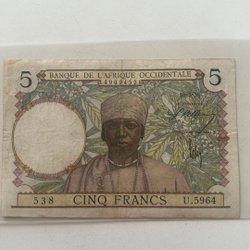 5 BANQUE DE L'AFRIQUE OCCIDENTALE 5
538 CINQ FRANCS U.5964